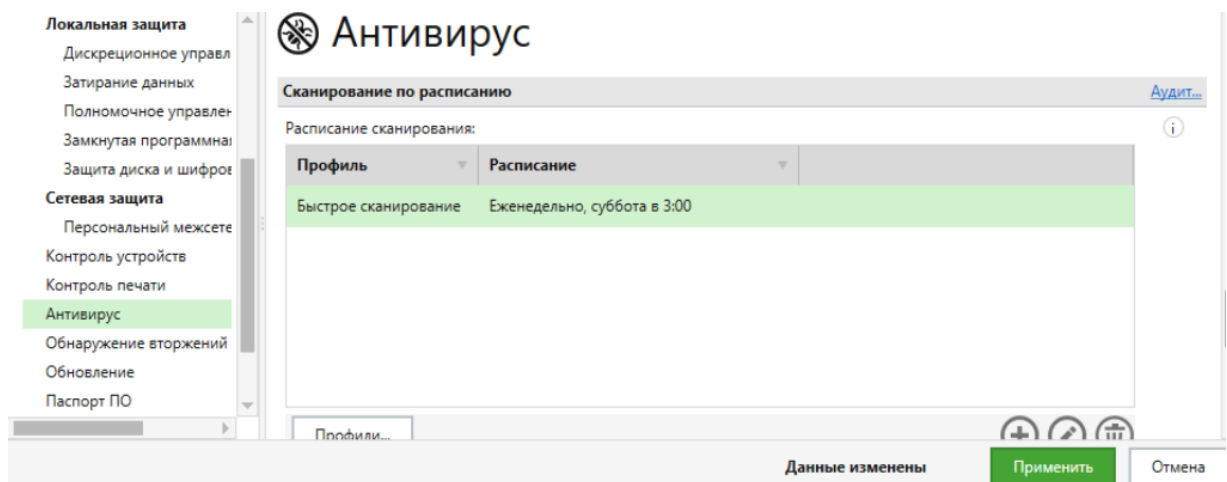 Локальная защита
Дискреционное управл
Затирание данных
Полномочное управлен
Замкнутая программна
Защита диска и шифров
Сетевая защита
Персональный межсете
Контроль устройств
Контроль печати
Антивирус
Обнаружение вторжений
Обновление
Паспорт ПО
Антивирус
Сканирование по расписанию Аудит...
Расписание сканирования:
Профиль Расписание
Быстрое сканирование Еженедельно, суббота в 3:00
Профили...
Данные изменены Применить Отмена